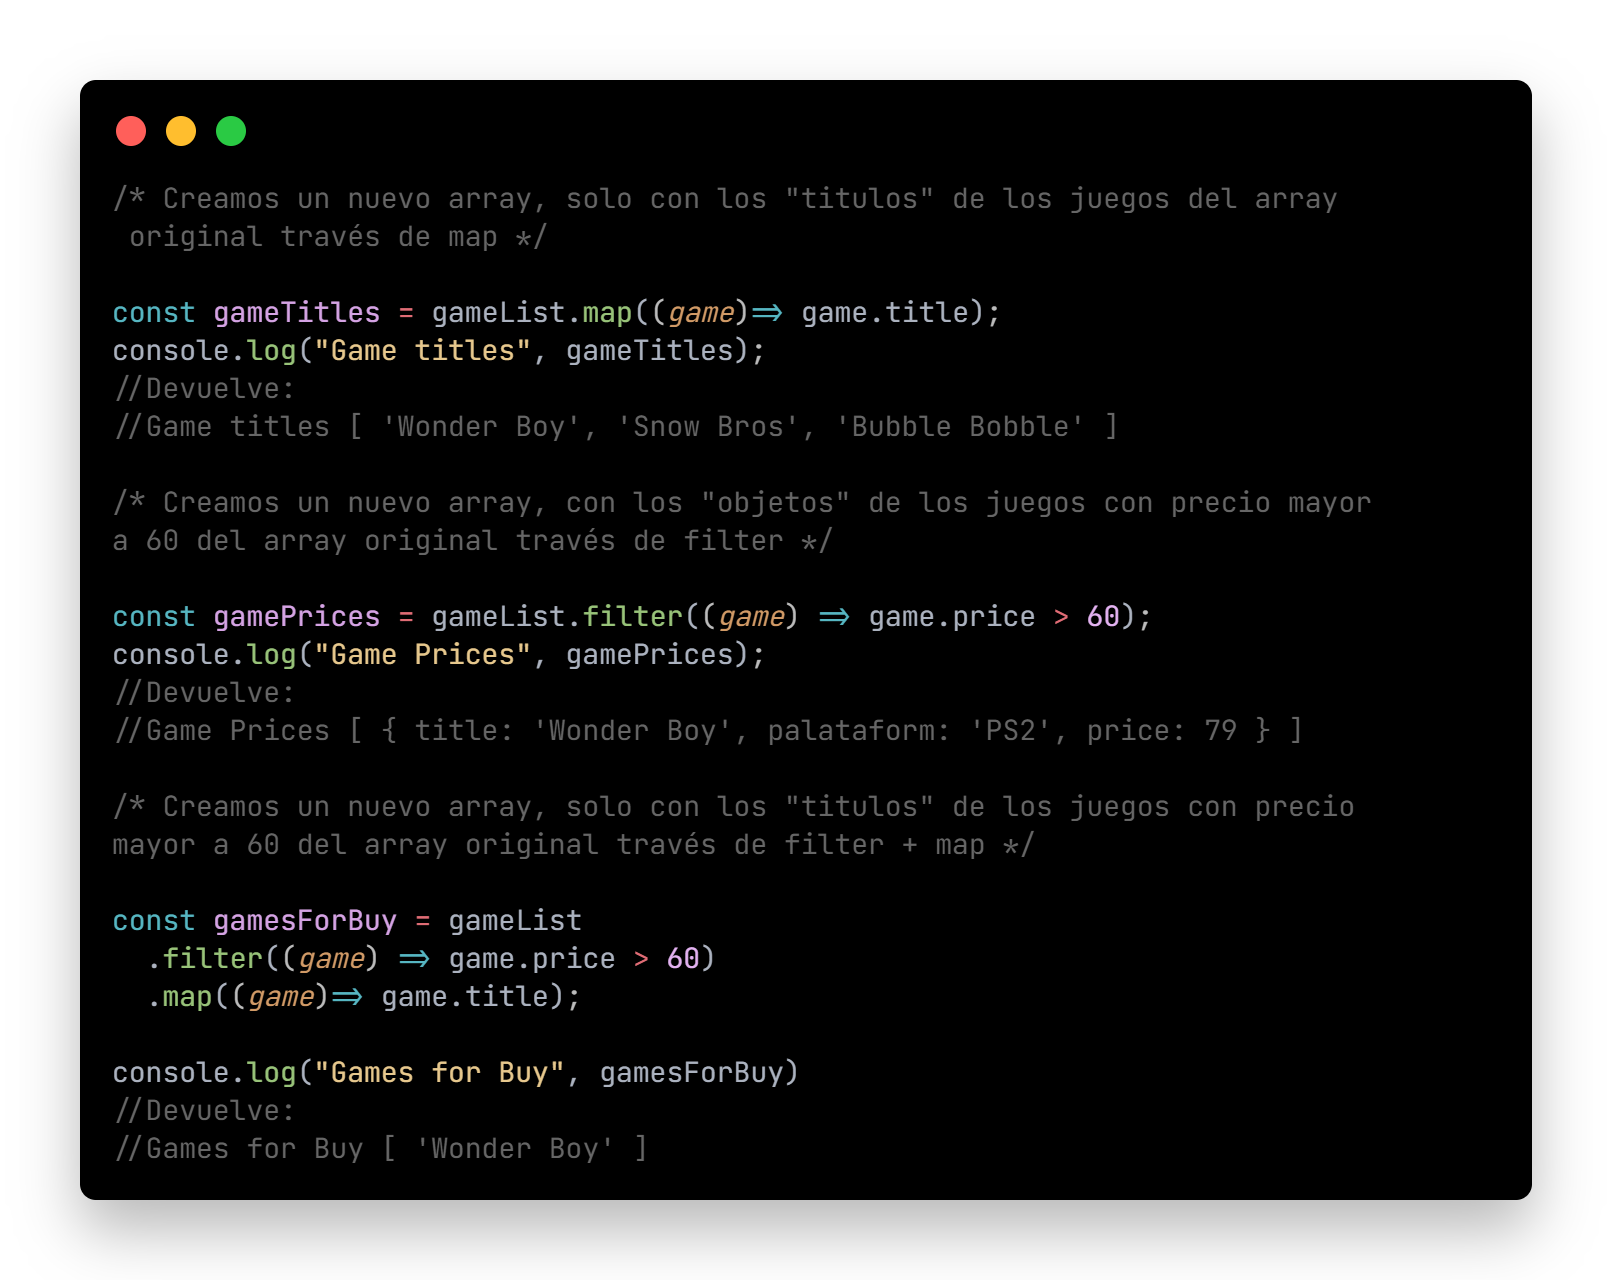 /* Creamos un nuevo array, solo con los "titulos" de los juegos del array
 original través de map */

const gameTitles = gameList.map((game)=> game.title);
console.log("Game titles", gameTitles);
//Devuelve:
//Game titles [ 'Wonder Boy', 'Snow Bros', 'Bubble Bobble' ]

/* Creamos un nuevo array, con los "objetos" de los juegos con precio mayor
a 60 del array original través de filter */

const gamePrices = gameList.filter((game) => game.price > 60);
console.log("Game Prices", gamePrices);
//Devuelve:
//Game Prices [ { title: 'Wonder Boy', palataform: 'PS2', price: 79 } ]

/* Creamos un nuevo array, solo con los "titulos" de los juegos con precio
mayor a 60 del array original través de filter + map */

const gamesForBuy = gameList
  .filter((game) => game.price > 60)
  .map((game)=> game.title);

console.log("Games for Buy", gamesForBuy)
//Devuelve:
//Games for Buy [ 'Wonder Boy' ]